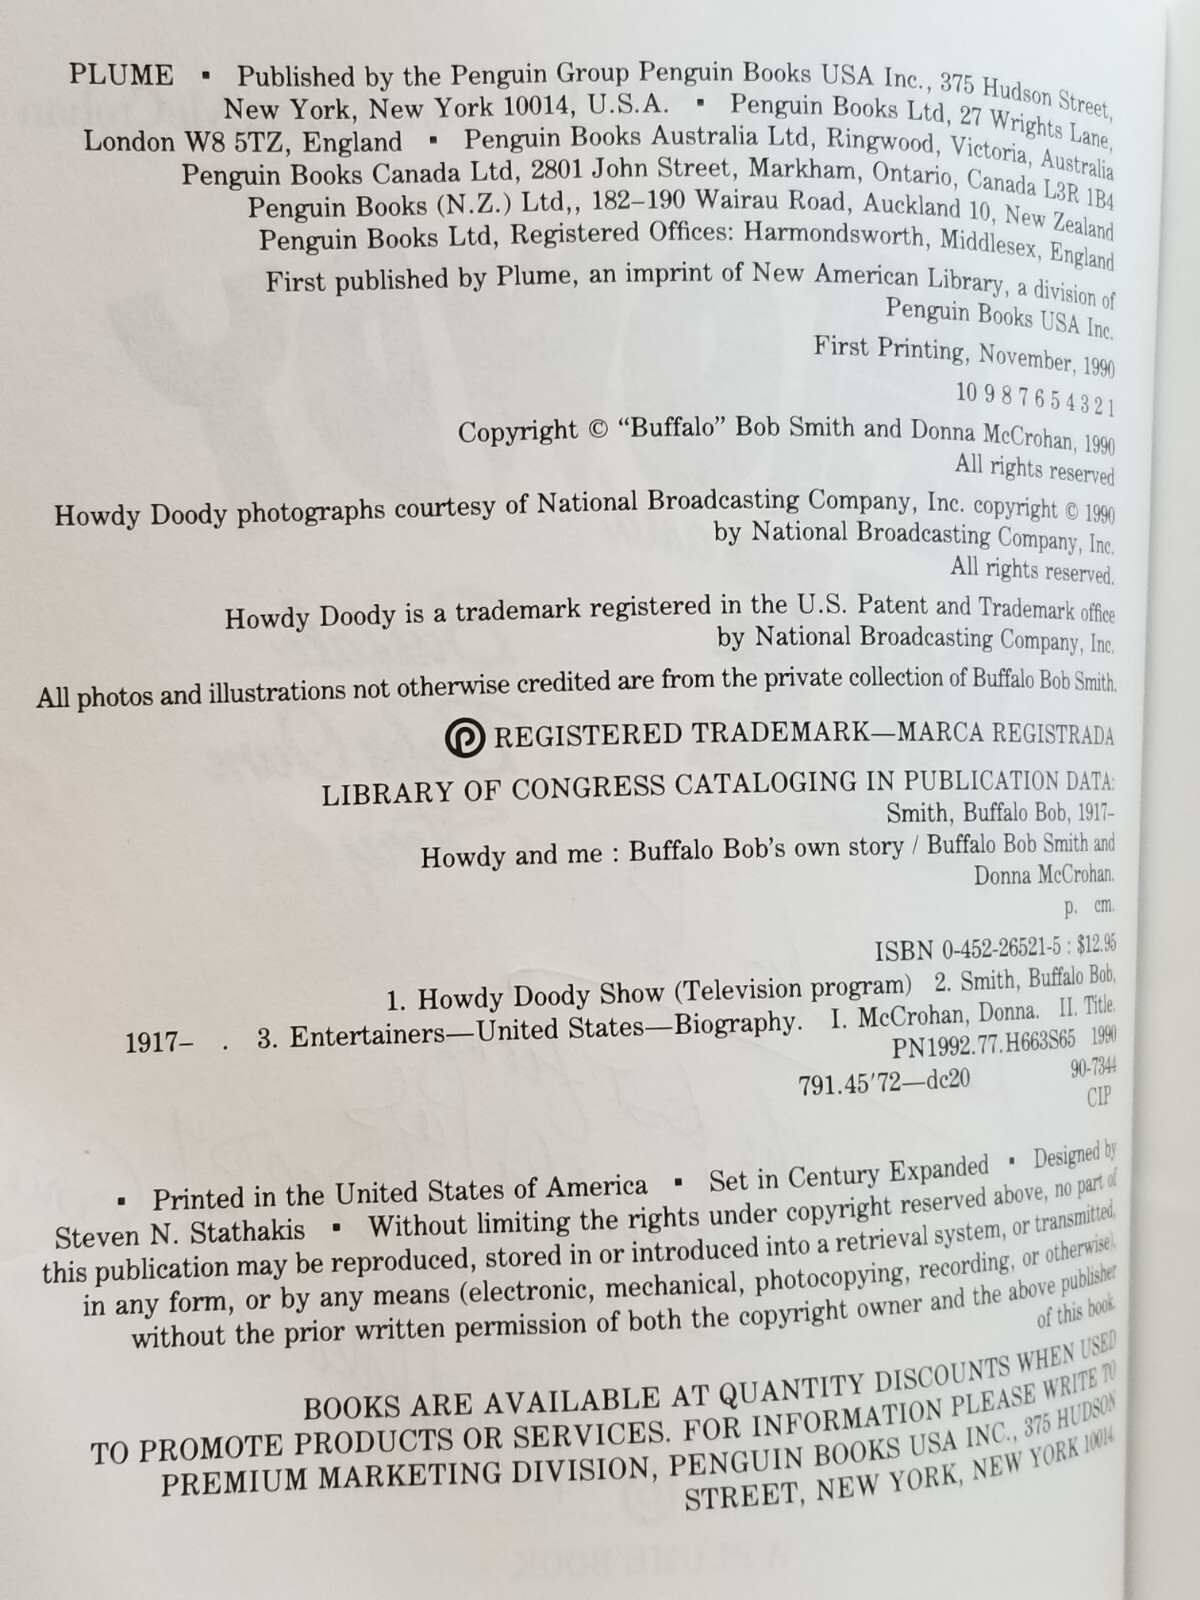 PLUME ▪ Published by the Penguin Group Penguin Books USA Inc., 375 Hudson Street,
New York, New York 10014, U.S.A. ▪ Penguin Books Ltd, 27 Wrights Lane,
London W8 5TZ, England ▪ Penguin Books Australia Ltd, Ringwood, Victoria, Australia
Penguin Books Canada Ltd, 2801 John Street, Markham, Ontario, Canada L3R 1B4
Penguin Books (N.Z.) Ltd,, 182–190 Wairau Road, Auckland 10, New Zealand
Penguin Books Ltd, Registered Offices: Harmondsworth, Middlesex, England
First published by Plume, an imprint of New American Library, a division of
Penguin Books USA Inc.
First Printing, November, 1990
10 9 8 7 6 5 4 3 2 1
Copyright © “Buffalo” Bob Smith and Donna McCrohan, 1990
All rights reserved
Howdy Doody photographs courtesy of National Broadcasting Company, Inc. copyright © 1990
by National Broadcasting Company, Inc.
All rights reserved.
Howdy Doody is a trademark registered in the U.S. Patent and Trademark office
by National Broadcasting Company, Inc.
All photos and illustrations not otherwise credited are from the private collection of Buffalo Bob Smith.
REGISTERED TRADEMARK—MARCA REGISTRADA
LIBRARY OF CONGRESS CATALOGING IN PUBLICATION DATA:
Smith, Buffalo Bob, 1917–
Howdy and me : Buffalo Bob’s own story / Buffalo Bob Smith and
Donna McCrohan.
p. cm.
ISBN 0-452-26521-5 : $12.95
1. Howdy Doody Show (Television program) 2. Smith, Buffalo Bob,
1917– . 3. Entertainers—United States—Biography. I. McCrohan, Donna. II. Title.
PN1992.77.H663S65 1990
791.45′72—dc20 90-7344
CIP
▪ Printed in the United States of America ▪ Set in Century Expanded ▪ Designed by
Steven N. Stathakis ▪ Without limiting the rights under copyright reserved above, no part of
this publication may be reproduced, stored in or introduced into a retrieval system, or transmitted,
in any form, or by any means (electronic, mechanical, photocopying, recording, or otherwise),
without the prior written permission of both the copyright owner and the above publisher
of this book.
BOOKS ARE AVAILABLE AT QUANTITY DISCOUNTS WHEN USED
TO PROMOTE PRODUCTS OR SERVICES. FOR INFORMATION PLEASE WRITE TO
PREMIUM MARKETING DIVISION, PENGUIN BOOKS USA INC., 375 HUDSON
STREET, NEW YORK, NEW YORK 10014.